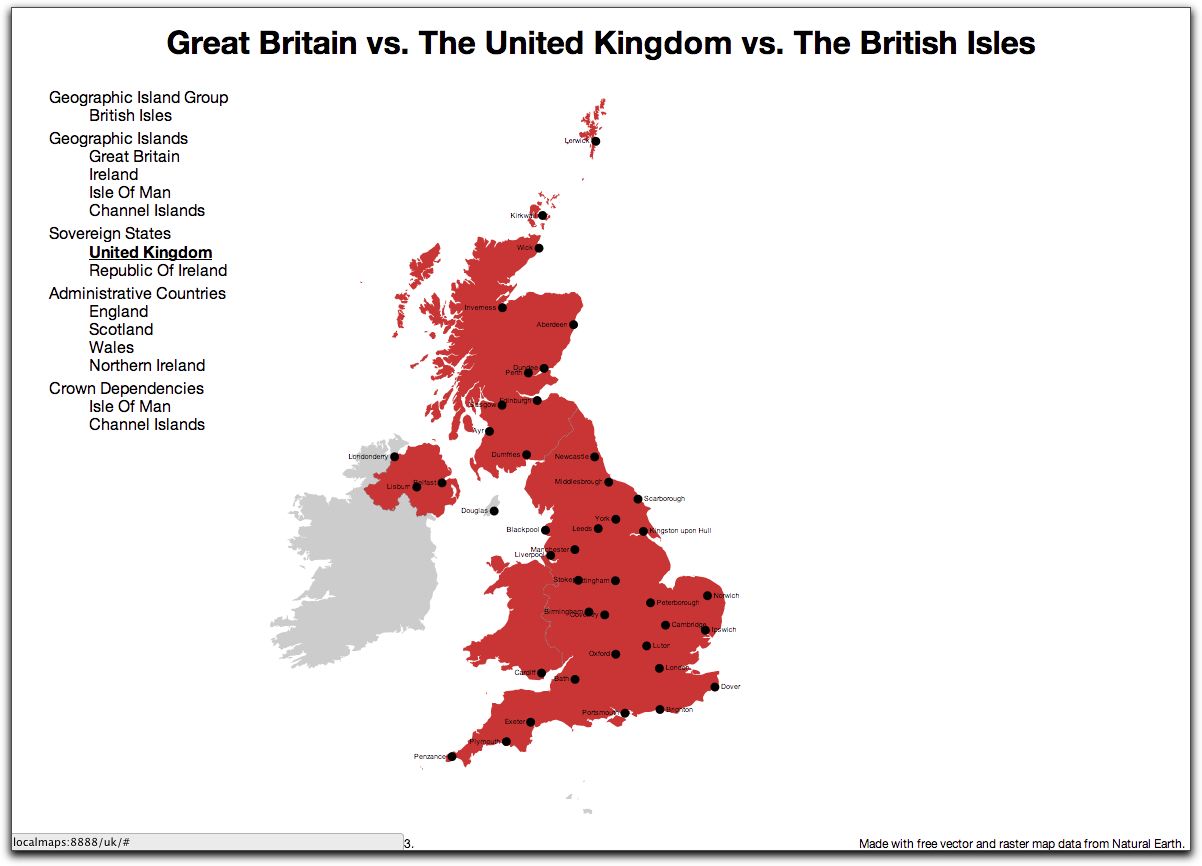 Great Britain vs. The United Kingdom vs. The British Isles
Geographic Island Group
British Isles
Geographic Islands
Great Britain
Ireland
Isle Of Man
Channel Islands
Sovereign States
United Kingdom
Republic Of Ireland
Administrative Countries
England
Scotland
Wales
Northern Ireland
Crown Dependencies
Isle Of Man
Channel Islands
Lerwick
Kirkwall
Wick
Inverness
Aberdeen
Dundee
Perth
Edinburgh
Glasgow
Ayr
Dumfries
Newcastle
Londonderry
Belfast
Lisburn
Middlesbrough
Scarborough
Douglas
York
Leeds
Kingston upon Hull
Blackpool
Manchester
Liverpool
Stoke
Norwich
Peterborough
Birmingham
Coventry
Cambridge
Ipswich
Luton
Oxford
London
Cardiff
Bath
Dover
Portsmouth
Brighton
Exeter
Plymouth
Penzance
localmaps:8888/uk/#
3.
Made with free vector and raster map data from Natural Earth.